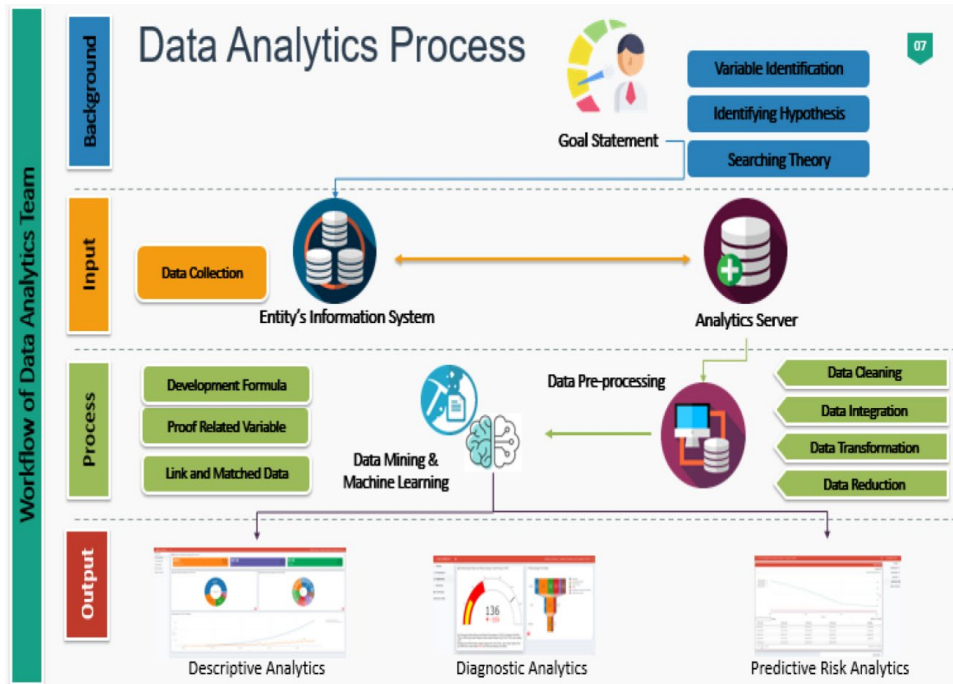 Workflow of Data Analytics Team
Background
Data Analytics Process
07
Goal Statement
Variable Identification
Identifying Hypothesis
Searching Theory
Input
Data Collection
Entity's Information System
Analytics Server
Process
Development Formula
Proof Related Variable
Link and Matched Data
Data Mining &
Machine Learning
Data Pre-processing
Data Cleaning
Data Integration
Data Transformation
Data Reduction
Output
136
Descriptive Analytics
Diagnostic Analytics
Predictive Risk Analytics